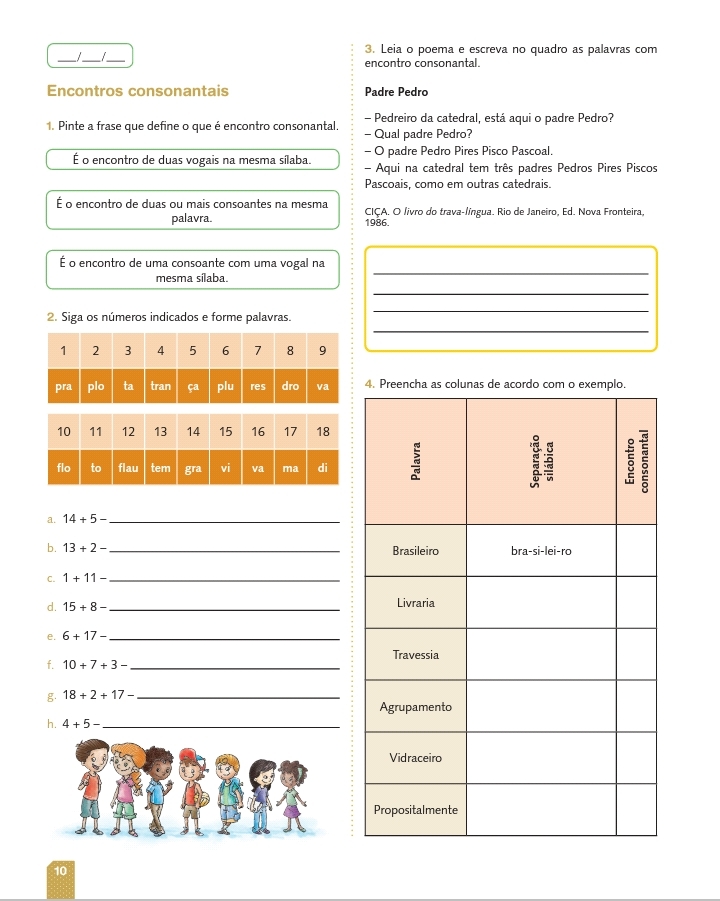 ___/___/___
Encontros consonantais
1. Pinte a frase que define o que é encontro consonantal.
É o encontro de duas vogais na mesma sílaba.
É o encontro de duas ou mais consoantes na mesma
palavra.
É o encontro de uma consoante com uma vogal na
mesma sílaba.
2. Siga os números indicados e forme palavras.
1 2 3 4 5 6 7 8 9
pra plo ta tran ça plu res dro va
10 11 12 13 14 15 16 17 18
flo to flau tem gra vi va ma di
a. 14 + 5 –
b. 13 + 2 –
c. 1 + 11 –
d. 15 + 8 –
e. 6 + 17 –
f. 10 + 7 + 3 –
g. 18 + 2 + 17 –
h. 4 + 5 –
10
3. Leia o poema e escreva no quadro as palavras com
encontro consonantal.
Padre Pedro
– Pedreiro da catedral, está aqui o padre Pedro?
– Qual padre Pedro?
– O padre Pedro Pires Pisco Pascoal.
– Aqui na catedral tem três padres Pedros Pires Piscos
Pascoais, como em outras catedrais.
CIÇA. O livro do trava-língua. Rio de Janeiro, Ed. Nova Fronteira,
1986.
4. Preencha as colunas de acordo com o exemplo.
Palavra
Separação
silábica
Encontro
consonantal
Brasileiro bra-si-lei-ro
Livraria
Travessia
Agrupamento
Vidraceiro
Propositalmente